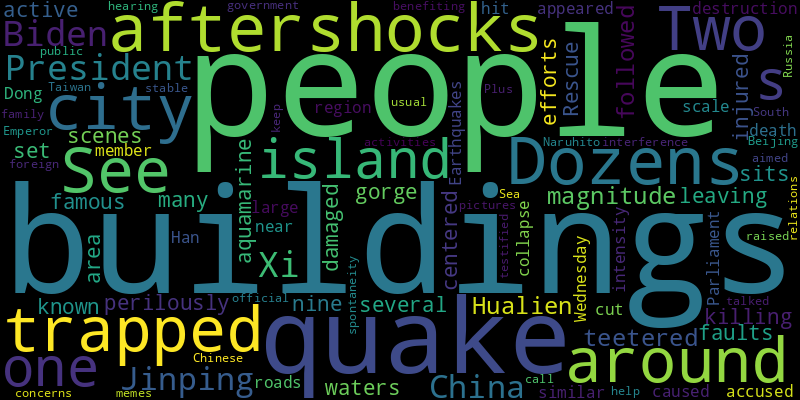 active hearing government benefiting hit appeared destruction
Biden aftershocks Two
public
President people efforts Rescue followed injured Russia
Taiwan stable
Dong city usual Plus s scale
family region keep South
Emperor scenes activities Naruhito interference death Beijing
set member See island Earthquakes Dozens aimed
foreign sits
famous many gorge magnitude leaving
aquamarine large Sea pictures relations
buildings
area Han near damaged centered testified collapse Wednesday intensity Parliament raised
Xi
known perilously official nine several Hualien cut talked killing
spontaneity
trapped quake teetered faults
Chinese around
one Jinping roads waters China call similar help caused accused
concerns memes